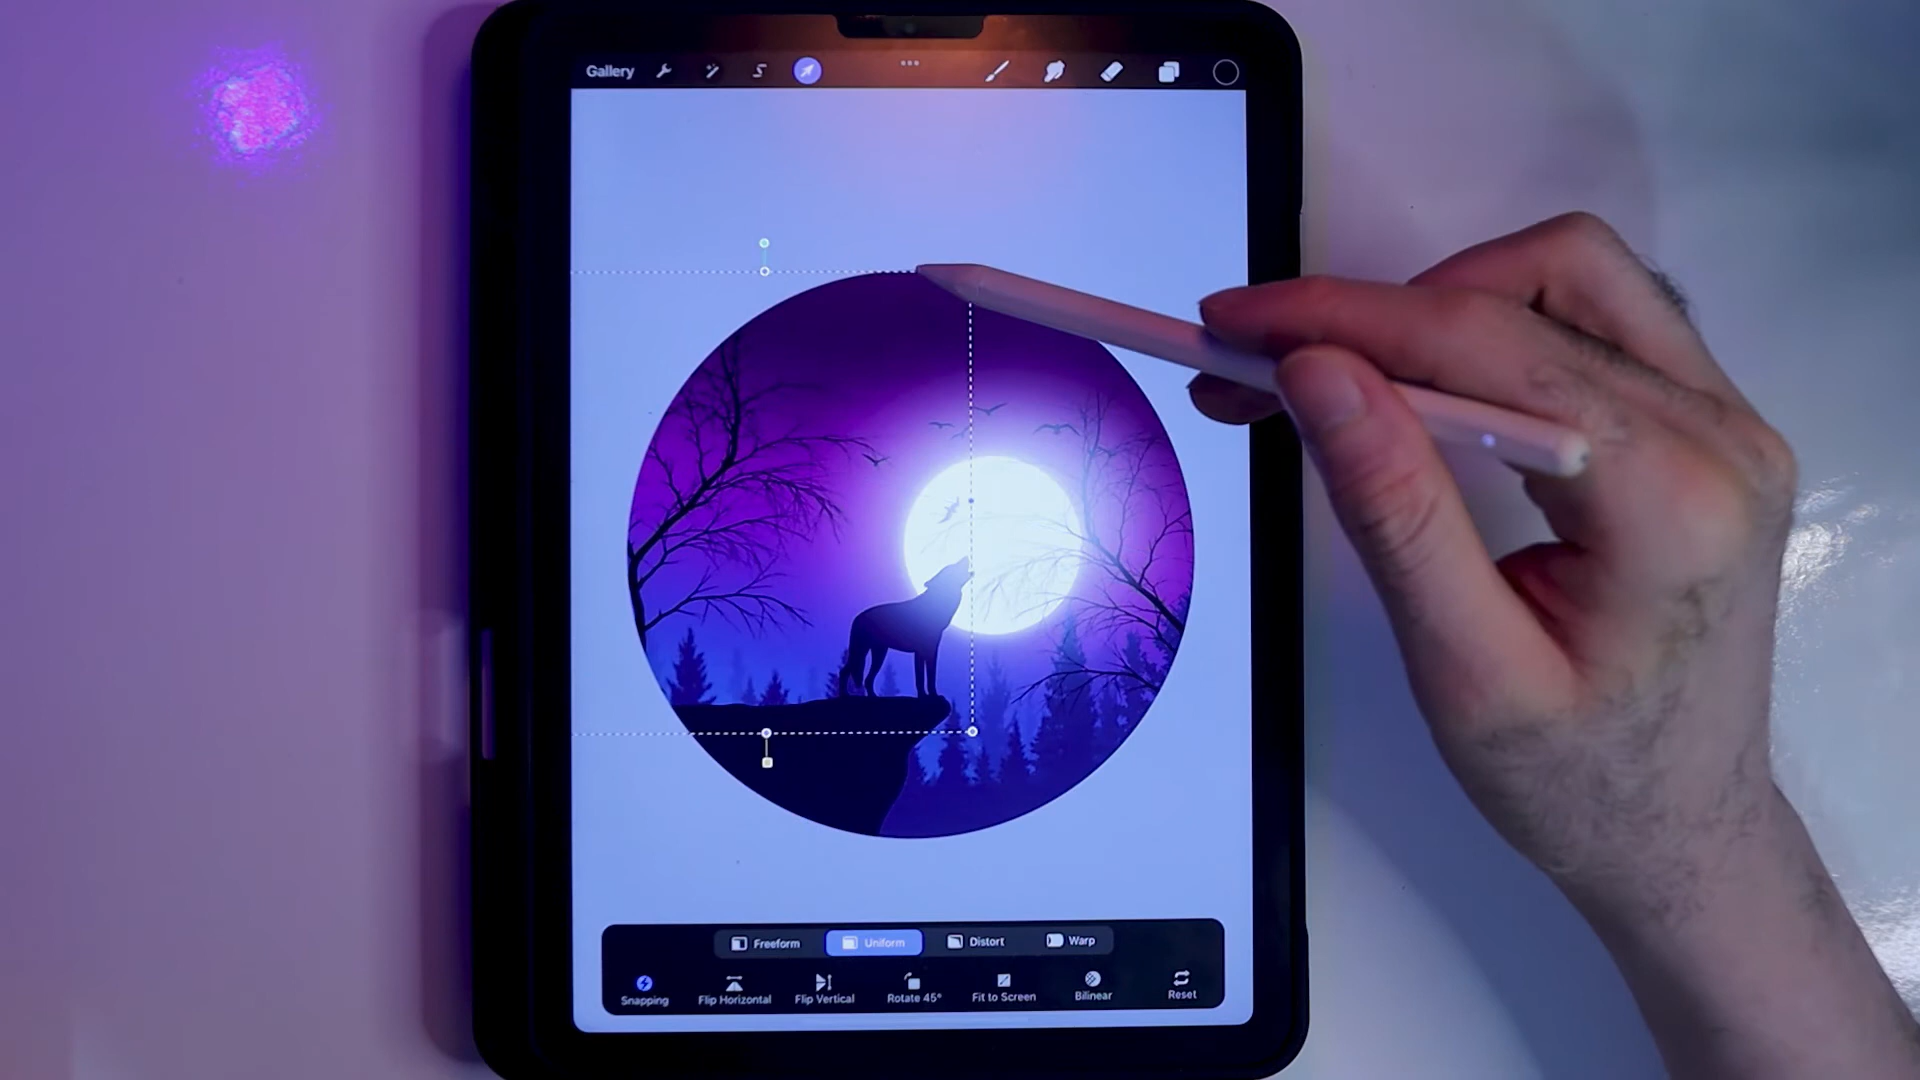 Gallery
Freeform Uniform Distort Warp
Snapping Flip Horizontal Flip Vertical Rotate 45° Fit to Screen Bilinear Reset